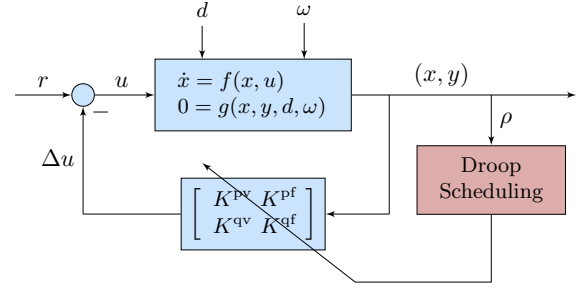 d
ω
r
u
ẋ = f(x, u)
0 = g(x, y, d, ω)
(x, y)
−
ρ
Δu
K^pv K^pf
K^qv K^qf
Droop
Scheduling